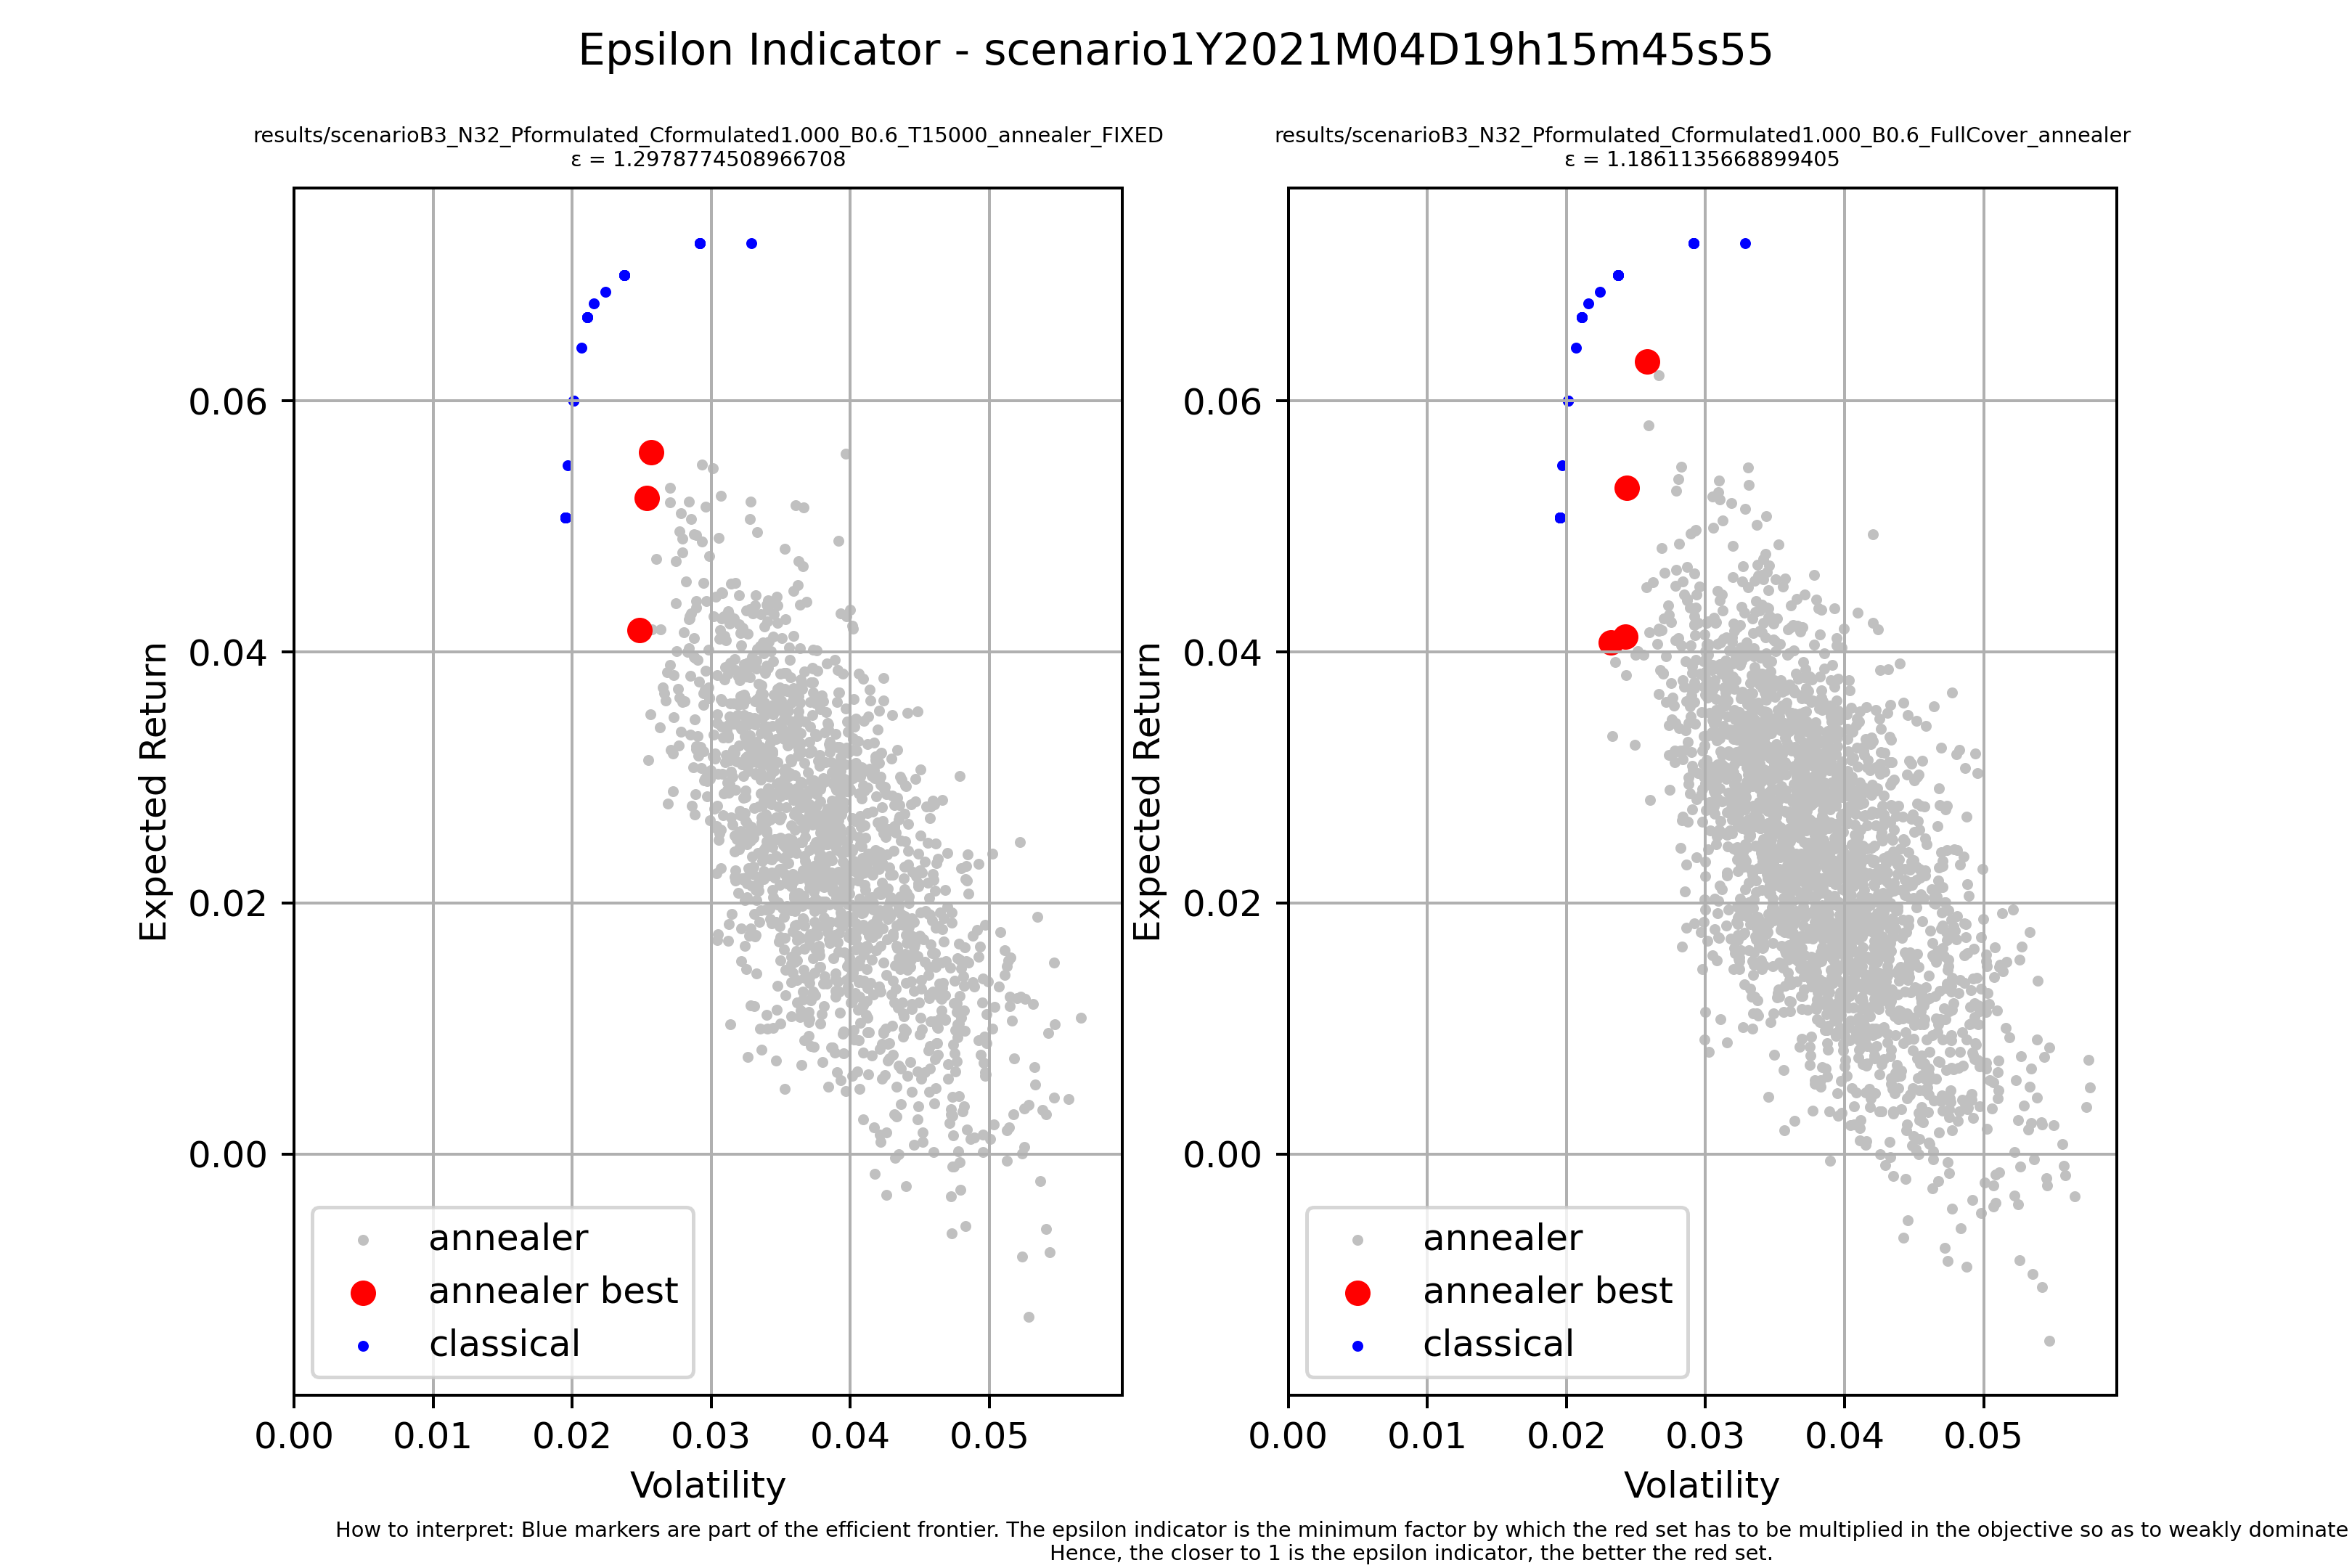 Epsilon Indicator - scenario1Y2021M04D19h15m45s55
results/scenarioB3_N32_Pformulated_Cformulated1.000_B0.6_T15000_annealer_FIXED
ε = 1.2978774508966708
Expected Return
0.06
0.04
0.02
0.00
annealer
annealer best
classical
0.00 0.01 0.02 0.03 0.04 0.05
Volatility
results/scenarioB3_N32_Pformulated_Cformulated1.000_B0.6_FullCover_annealer
ε = 1.1861135668899405
Expected Return
0.06
0.04
0.02
0.00
annealer
annealer best
classical
0.00 0.01 0.02 0.03 0.04 0.05
Volatility
How to interpret: Blue markers are part of the efficient frontier. The epsilon indicator is the minimum factor by which the red set has to be multiplied in the objective so as to weakly dominate
Hence, the closer to 1 is the epsilon indicator, the better the red set.